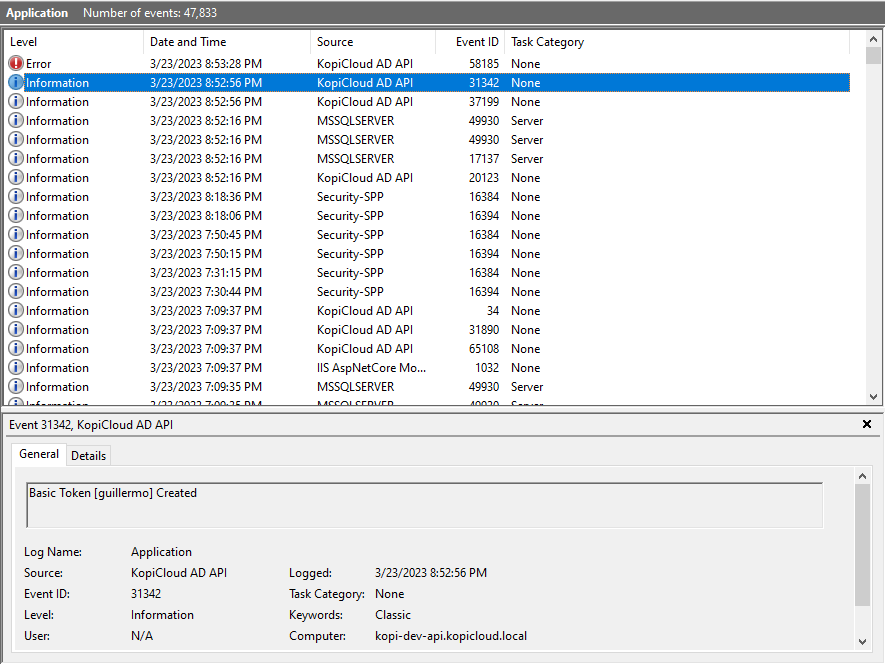 Application Number of events: 47,833
Level Date and Time Source Event ID Task Category
Error 3/23/2023 8:53:28 PM KopiCloud AD API 58185 None
Information 3/23/2023 8:52:56 PM KopiCloud AD API 31342 None
Information 3/23/2023 8:52:56 PM KopiCloud AD API 37199 None
Information 3/23/2023 8:52:16 PM MSSQLSERVER 49930 Server
Information 3/23/2023 8:52:16 PM MSSQLSERVER 49930 Server
Information 3/23/2023 8:52:16 PM MSSQLSERVER 17137 Server
Information 3/23/2023 8:52:16 PM KopiCloud AD API 20123 None
Information 3/23/2023 8:18:36 PM Security-SPP 16384 None
Information 3/23/2023 8:18:06 PM Security-SPP 16394 None
Information 3/23/2023 7:50:45 PM Security-SPP 16384 None
Information 3/23/2023 7:50:15 PM Security-SPP 16394 None
Information 3/23/2023 7:31:15 PM Security-SPP 16384 None
Information 3/23/2023 7:30:44 PM Security-SPP 16394 None
Information 3/23/2023 7:09:37 PM KopiCloud AD API 34 None
Information 3/23/2023 7:09:37 PM KopiCloud AD API 31890 None
Information 3/23/2023 7:09:37 PM KopiCloud AD API 65108 None
Information 3/23/2023 7:09:37 PM IIS AspNetCore Mo... 1032 None
Information 3/23/2023 7:09:35 PM MSSQLSERVER 49930 Server
Information 3/23/2023 7:09:35 PM MSSQLSERVER 49930 Server
Event 31342, KopiCloud AD API
General Details
Basic Token [guillermo] Created
Log Name: Application
Source: KopiCloud AD API Logged: 3/23/2023 8:52:56 PM
Event ID: 31342 Task Category: None
Level: Information Keywords: Classic
User: N/A Computer: kopi-dev-api.kopicloud.local